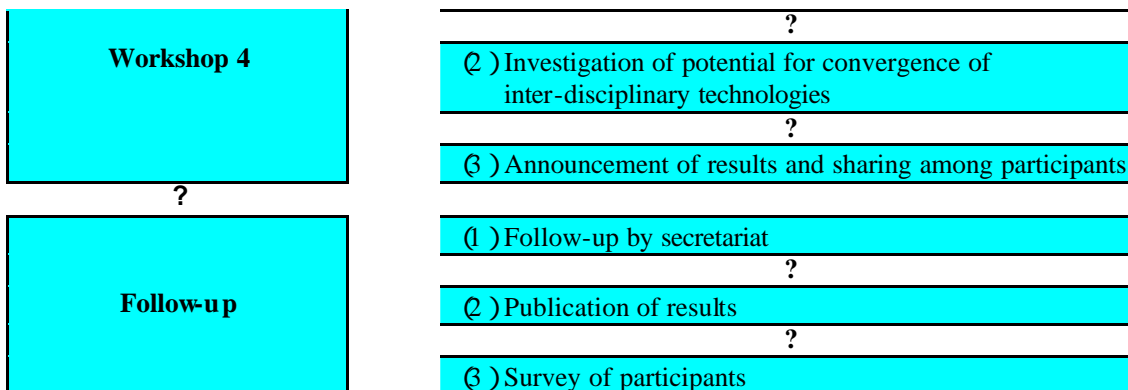 ?
Workshop 4
(2) Investigation of potential for convergence of
inter-disciplinary technologies
?
(3) Announcement of results and sharing among participants
?
(1) Follow-up by secretariat
?
Follow-up
(2) Publication of results
?
(3) Survey of participants